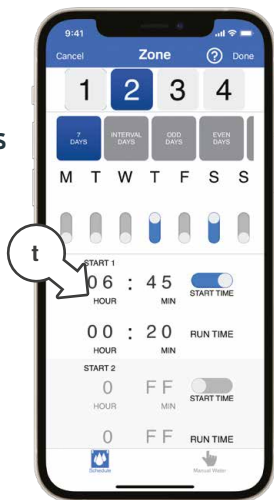 9:41
Cancel Zone ? Done
1 2 3 4
7 DAYS INTERVAL DAYS ODD DAYS EVEN DAYS
s
M T W T F S S
t
START 1
06 : 45 START TIME
HOUR MIN
00 : 20 RUN TIME
HOUR MIN
START 2
0 FF START TIME
HOUR MIN
0 FF RUN TIME
Schedule Manual Water